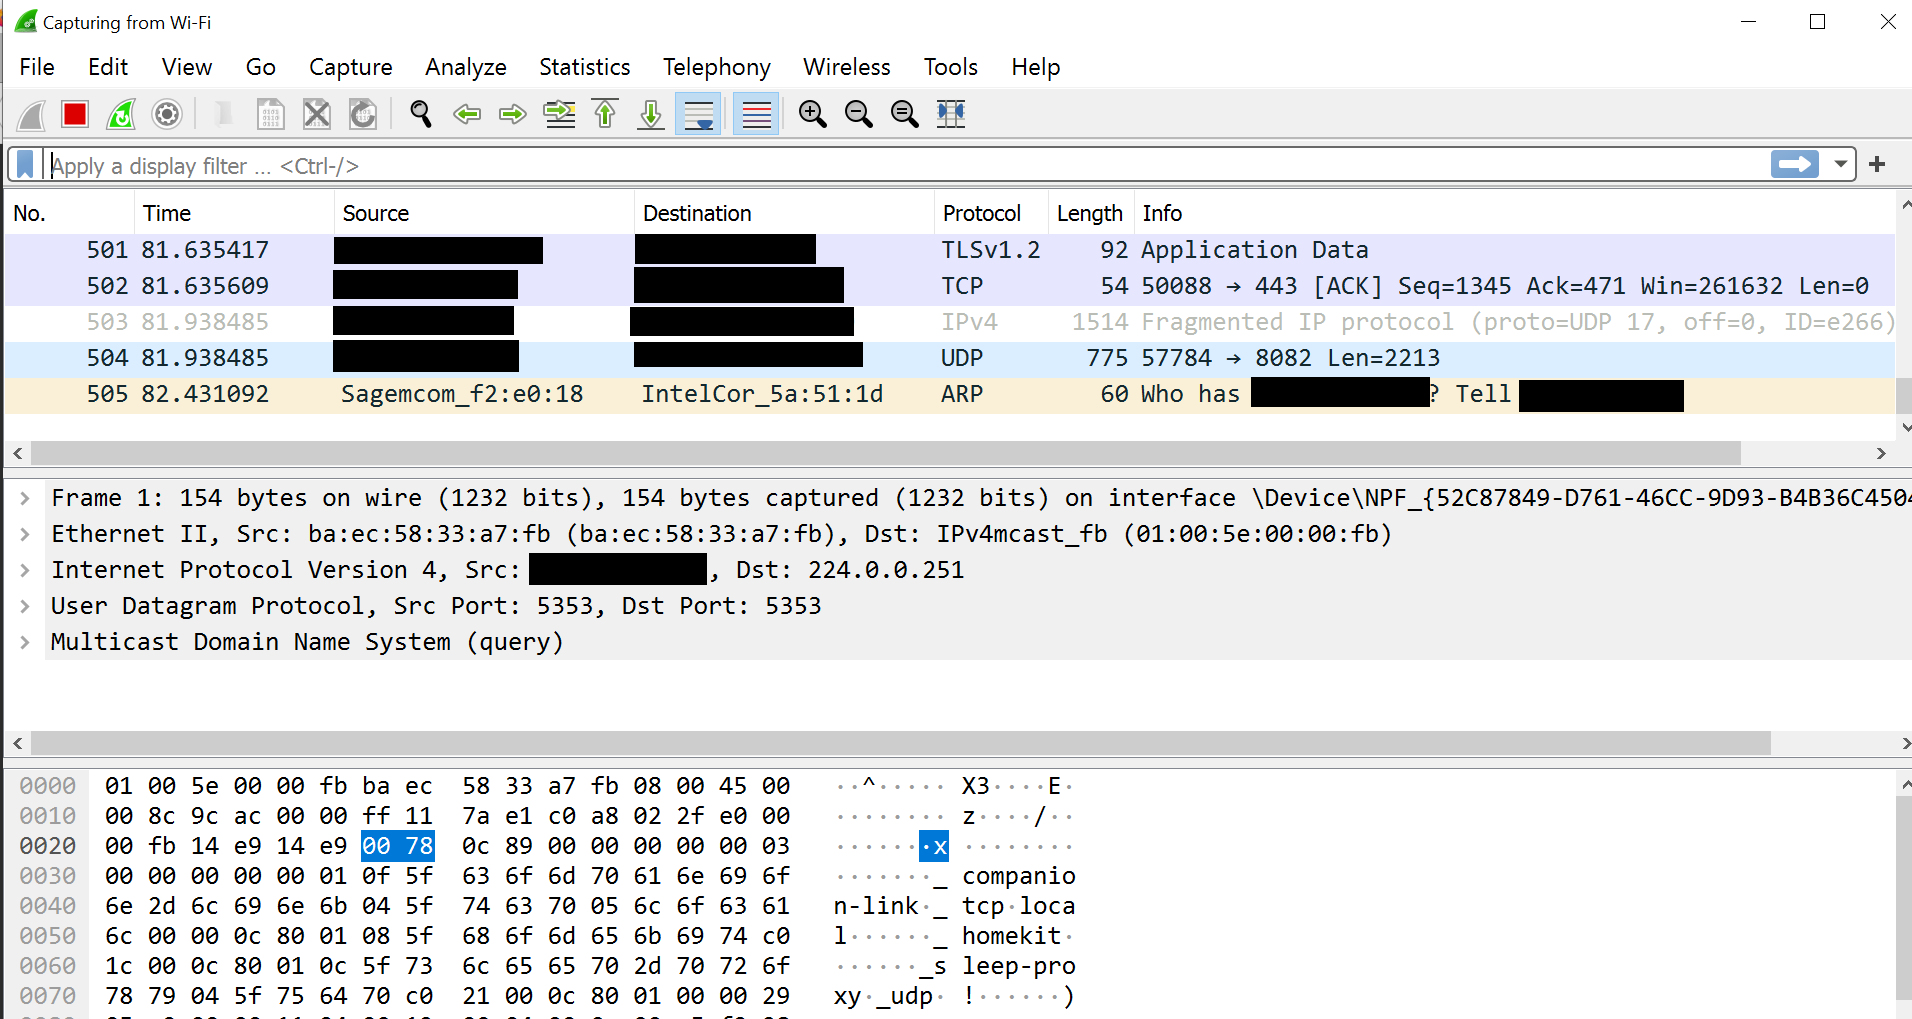 Capturing from Wi-Fi
File Edit View Go Capture Analyze Statistics Telephony Wireless Tools Help
Apply a display filter ... <Ctrl-/>
No. Time Source Destination Protocol Length Info
501 81.635417 TLSv1.2 92 Application Data
502 81.635609 TCP 54 50088 → 443 [ACK] Seq=1345 Ack=471 Win=261632 Len=0
503 81.938485 IPv4 1514 Fragmented IP protocol (proto=UDP 17, off=0, ID=e266)
504 81.938485 UDP 775 57784 → 8082 Len=2213
505 82.431092 Sagemcom_f2:e0:18 IntelCor_5a:51:1d ARP 60 Who has ? Tell
Frame 1: 154 bytes on wire (1232 bits), 154 bytes captured (1232 bits) on interface \Device\NPF_{52C87849-D761-46CC-9D93-B4B36C4504
Ethernet II, Src: ba:ec:58:33:a7:fb (ba:ec:58:33:a7:fb), Dst: IPv4mcast_fb (01:00:5e:00:00:fb)
Internet Protocol Version 4, Src: , Dst: 224.0.0.251
User Datagram Protocol, Src Port: 5353, Dst Port: 5353
Multicast Domain Name System (query)
0000 01 00 5e 00 00 fb ba ec 58 33 a7 fb 08 00 45 00 ··^····· X3····E·
0010 00 8c 9c ac 00 00 ff 11 7a e1 c0 a8 02 2f e0 00 ········ z····/··
0020 00 fb 14 e9 14 e9 00 78 0c 89 00 00 00 00 00 03 ·······x ········
0030 00 00 00 00 00 01 0f 5f 63 6f 6d 70 61 6e 69 6f ·······_ companio
0040 6e 2d 6c 69 6e 6b 04 5f 74 63 70 05 6c 6f 63 61 n-link·_ tcp·loca
0050 6c 00 00 0c 80 01 08 5f 68 6f 6d 65 6b 69 74 c0 l······_ homekit·
0060 1c 00 0c 80 01 0c 5f 73 6c 65 65 70 2d 70 72 6f ······_s leep-pro
0070 78 79 04 5f 75 64 70 c0 21 00 0c 80 01 00 00 29 xy·_udp· !······)